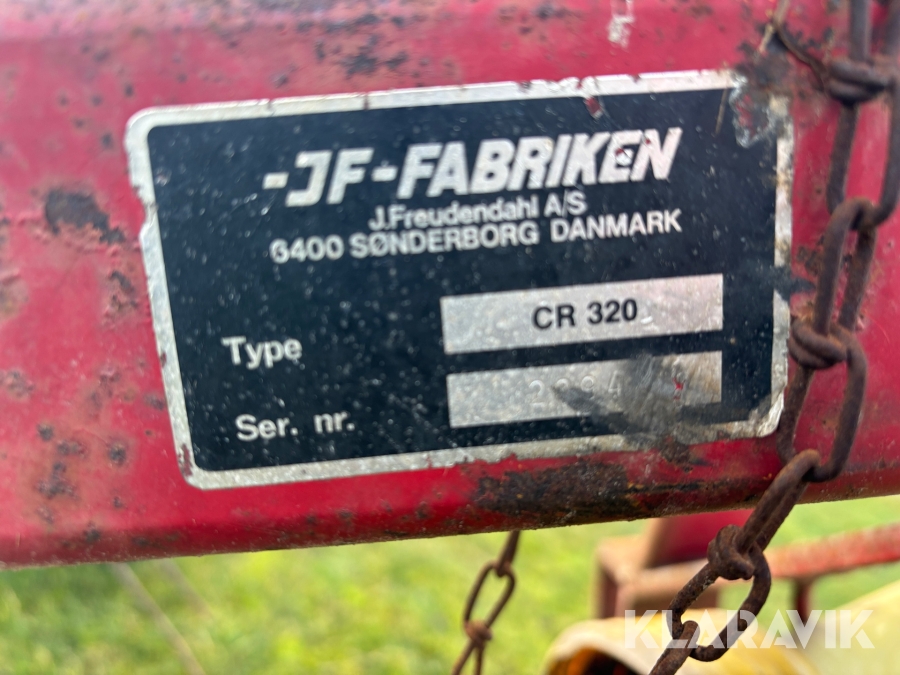 -JF-FABRIKEN
J.Freudendahl A/S
6400 SØNDERBORG DANMARK
Type CR 320
Ser. nr.
KLARAVIK